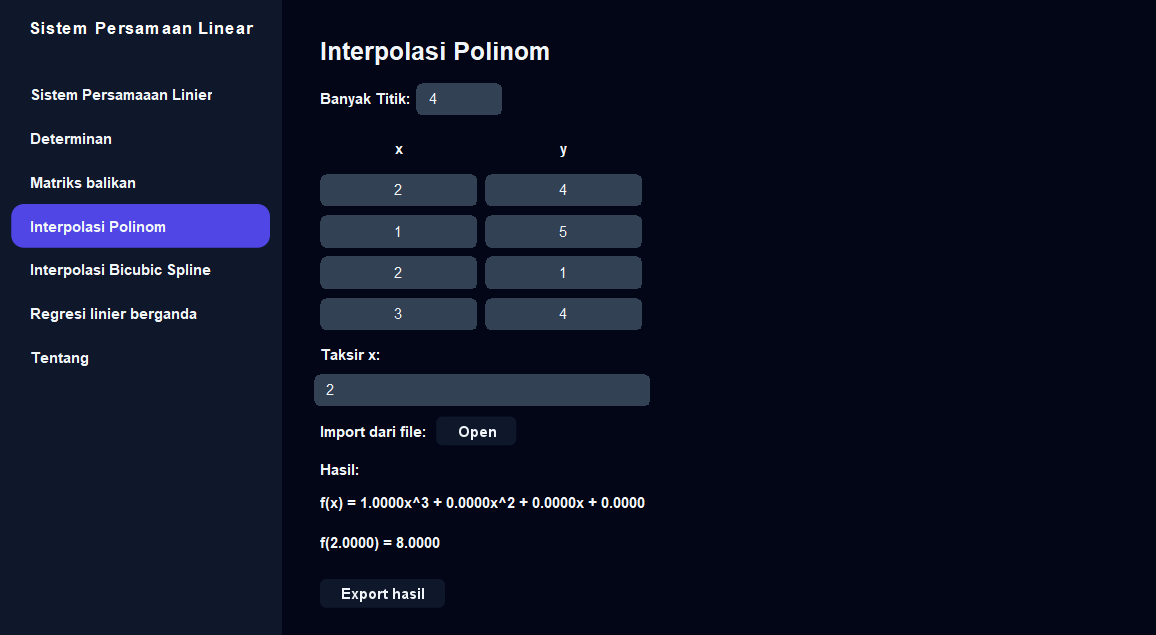 Sistem Persamaan Linear
Sistem Persamaaan Linier
Determinan
Matriks balikan
Interpolasi Polinom
Interpolasi Bicubic Spline
Regresi linier berganda
Tentang
Interpolasi Polinom
Banyak Titik: 4
x y
2 4
1 5
2 1
3 4
Taksir x:
2
Import dari file: Open
Hasil:
f(x) = 1.0000x^3 + 0.0000x^2 + 0.0000x + 0.0000
f(2.0000) = 8.0000
Export hasil